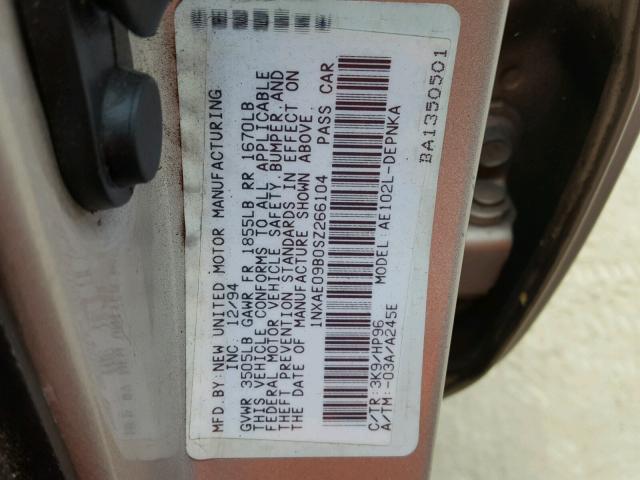 MFD.BY:NEW UNITED MOTOR MANUFACTURING
INC. 12/94
GVWR 3505LB GAWR FR 1855LB RR 1670LB
THIS VEHICLE CONFORMS TO ALL APPLICABLE
FEDERAL MOTOR VEHICLE SAFETY,BUMPER,AND
THEFT PREVENTION STANDARDS IN EFFECT ON
THE DATE OF MANUFACTURE SHOWN ABOVE
1NXAE09B0SZ266104 PASS CAR
C/TR:3K9/HP96 MODEL:AE102L-DEPNKA
A/TM:-03A/A245E
BA1350501